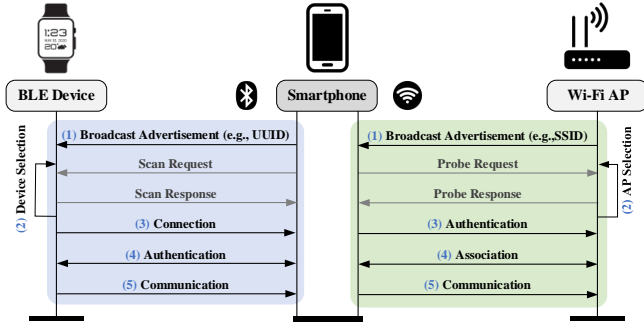 1:23
20°
BLE Device
Smartphone
Wi-Fi AP
(1) Broadcast Advertisement (e.g., UUID)
Scan Request
Scan Response
(3) Connection
(4) Authentication
(5) Communication
(2) Device Selection
(1) Broadcast Advertisement (e.g.,SSID)
Probe Request
Probe Response
(3) Authentication
(4) Association
(5) Communication
(2) AP Selection